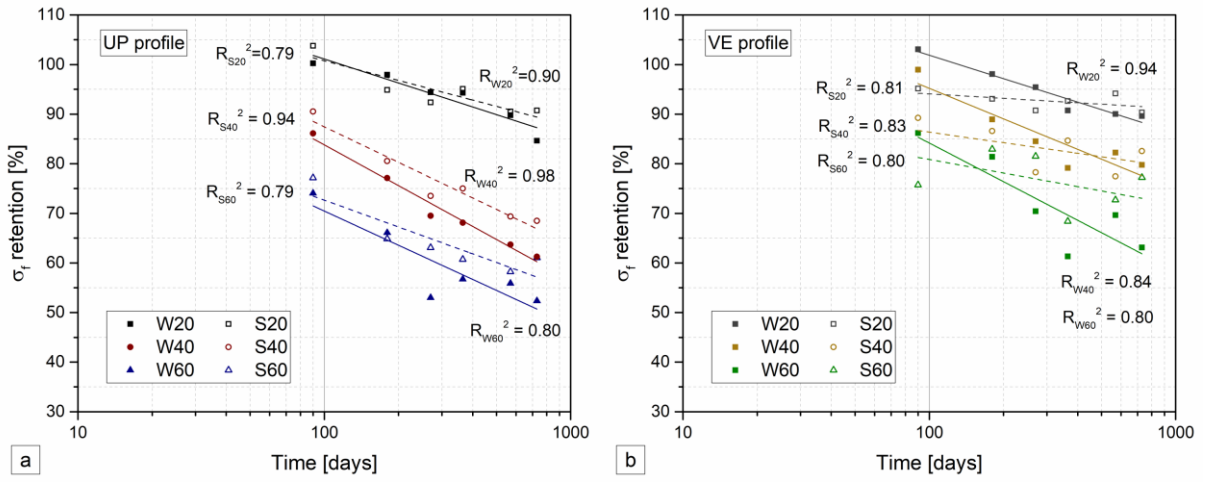 UP profile
R_S20^2=0.79
R_W20^2=0.90
R_S40^2 = 0.94
R_W40^2 = 0.98
R_S60^2 = 0.79
R_W60^2 = 0.80
W20 S20
W40 S40
W60 S60
σ_f retention [%]
110
100
90
80
70
60
50
40
30
10 100 1000
Time [days]
a
VE profile
R_W20^2 = 0.94
R_S20^2 = 0.81
R_S40^2 = 0.83
R_S60^2 = 0.80
R_W40^2 = 0.84
R_W60^2 = 0.80
W20 S20
W40 S40
W60 S60
σ_f retention [%]
110
100
90
80
70
60
50
40
30
10 100 1000
Time [days]
b